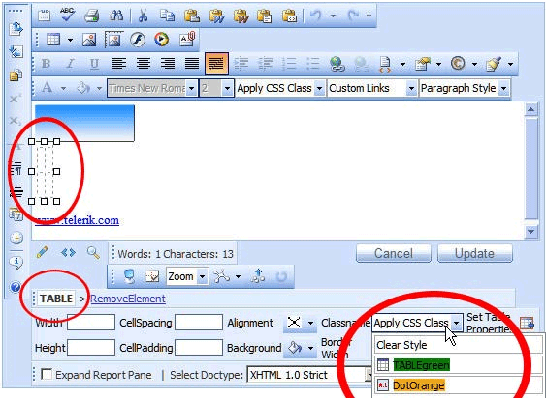 B I U
A Times New Roma 2 Apply CSS Class Custom Links Paragraph Style
www.telerik.com
Words: 1 Characters: 13 Cancel Update
Zoom
TABLE > RemoveElement
Width CellSpacing Alignment Classname Apply CSS Class Set Table Properties
Height CellPadding Background Border Width
Clear Style
TABLEgreen
DotOrange
Expand Report Pane Select Doctype: XHTML 1.0 Strict